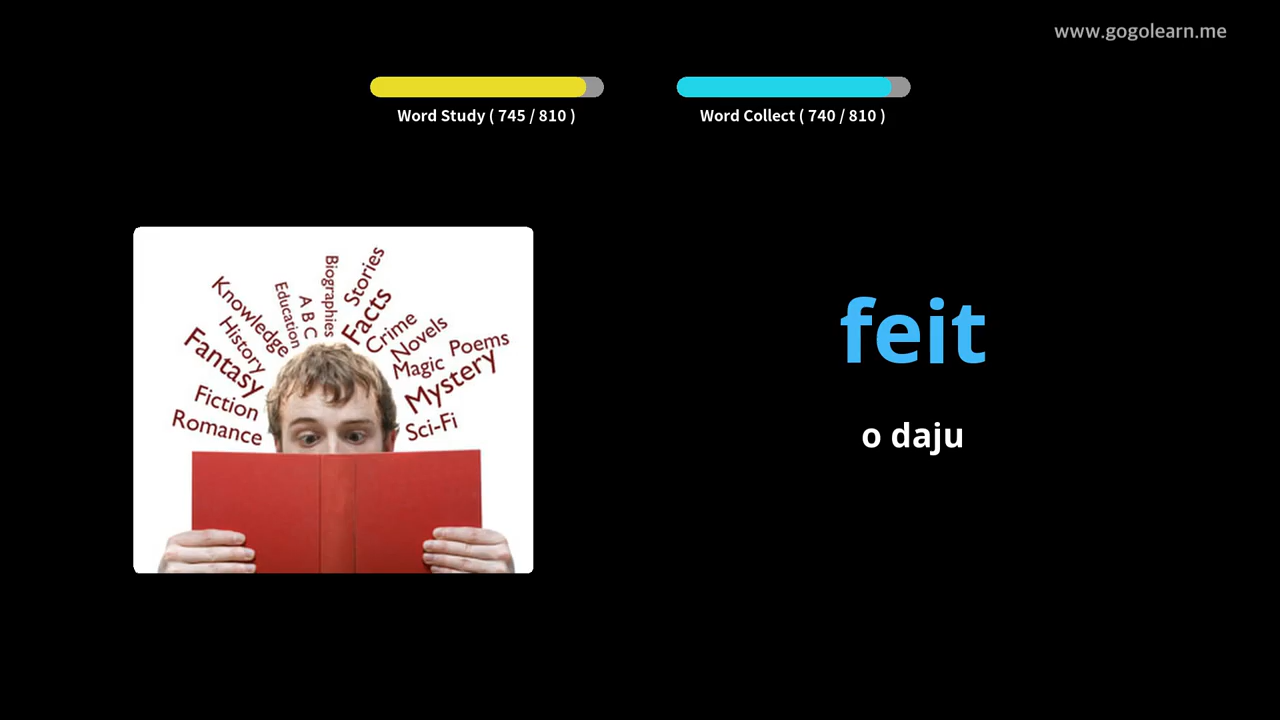 www.gogolearn.me
Word Study ( 745 / 810 )
Word Collect ( 740 / 810 )
Biographies
Stories
Education
A B C
Facts
Knowledge
Crime
History
Novels
Fantasy
Magic
Poems
Mystery
Fiction
Romance
Sci-Fi
feit
o daju